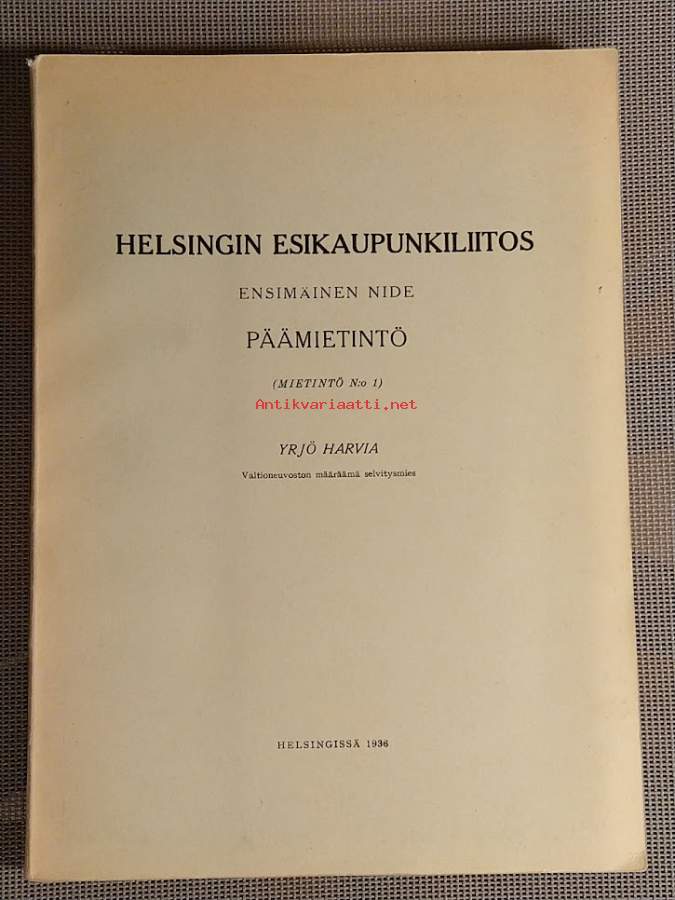 HELSINGIN ESIKAUPUNKILIITOS
ENSIMÄINEN NIDE
PÄÄMIETINTÖ
(MIETINTÖ N:o 1)
Antikvariaatti.net
YRJÖ HARVIA
Valtioneuvoston määräämä selvitysmies
HELSINGISSÄ 1936